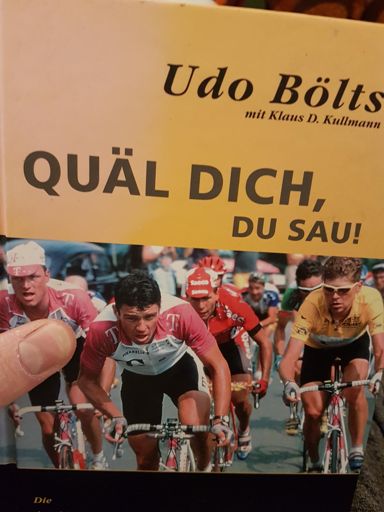 Udo Bölts
mit Klaus D. Kullmann
QUÄL DICH,
DU SAU!
Die